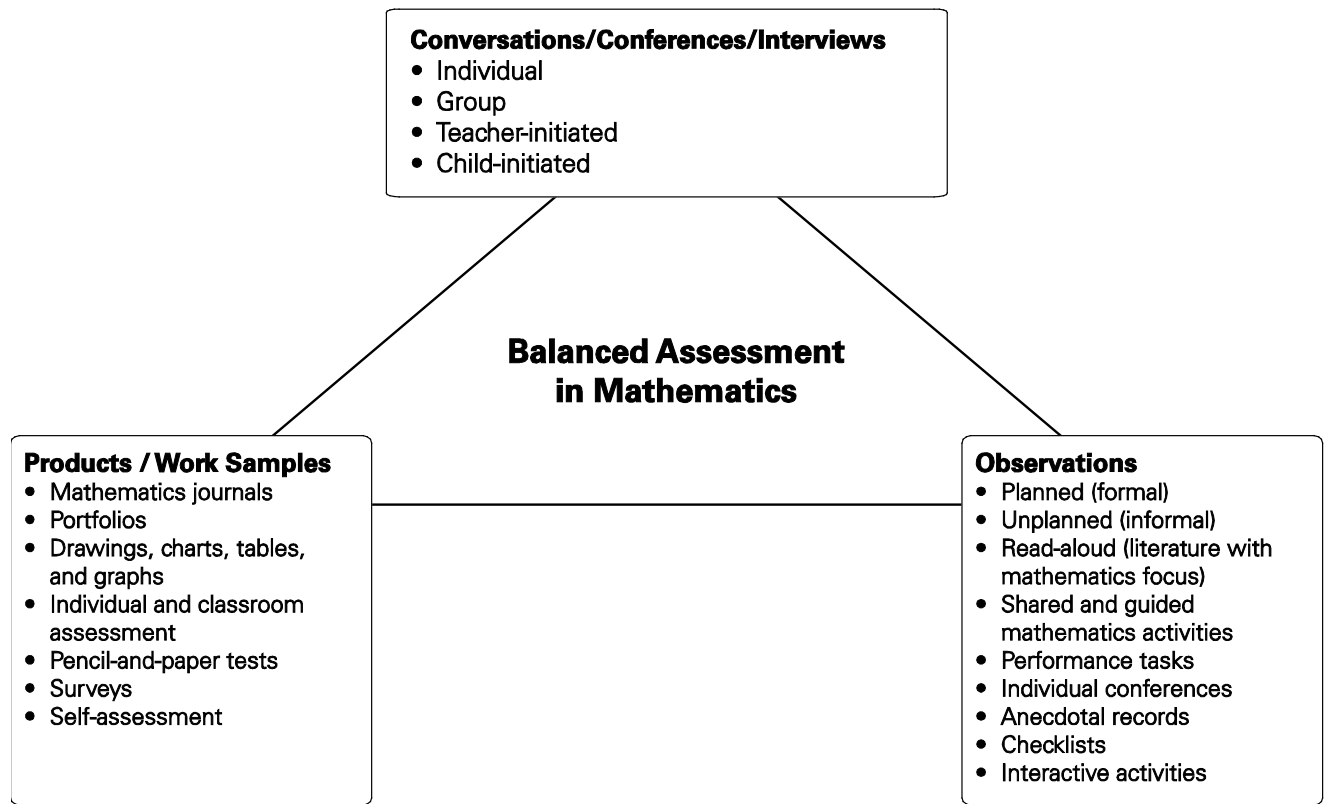 Conversations/Conferences/Interviews
• Individual
• Group
• Teacher-initiated
• Child-initiated
Balanced Assessment
in Mathematics
Products / Work Samples
• Mathematics journals
• Portfolios
• Drawings, charts, tables,
and graphs
• Individual and classroom
assessment
• Pencil-and-paper tests
• Surveys
• Self-assessment
Observations
• Planned (formal)
• Unplanned (informal)
• Read-aloud (literature with
mathematics focus)
• Shared and guided
mathematics activities
• Performance tasks
• Individual conferences
• Anecdotal records
• Checklists
• Interactive activities